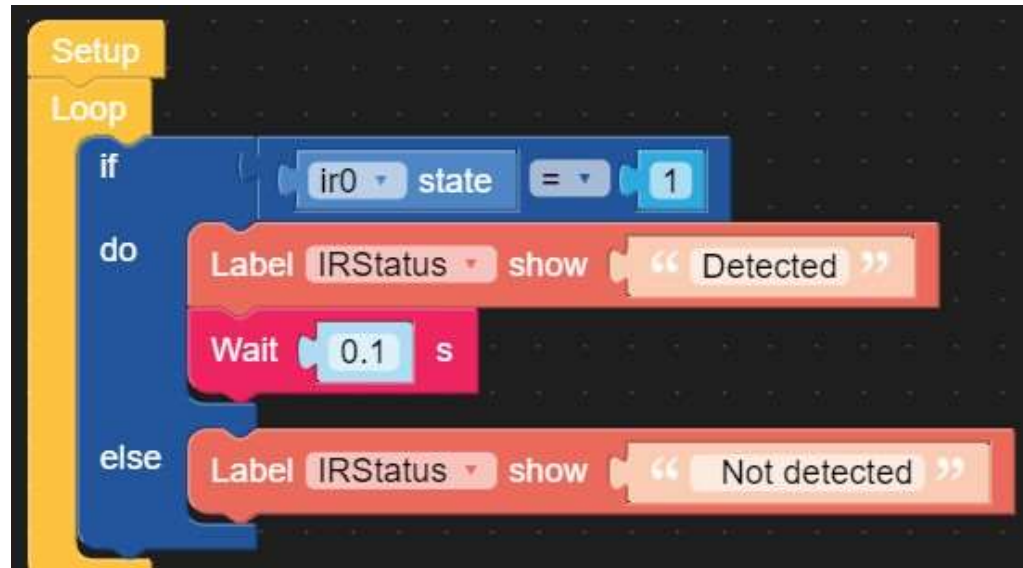 Setup
Loop
if ir0 state = 1
do Label IRStatus show “ Detected ”
Wait 0.1 s
else Label IRStatus show “ Not detected ”